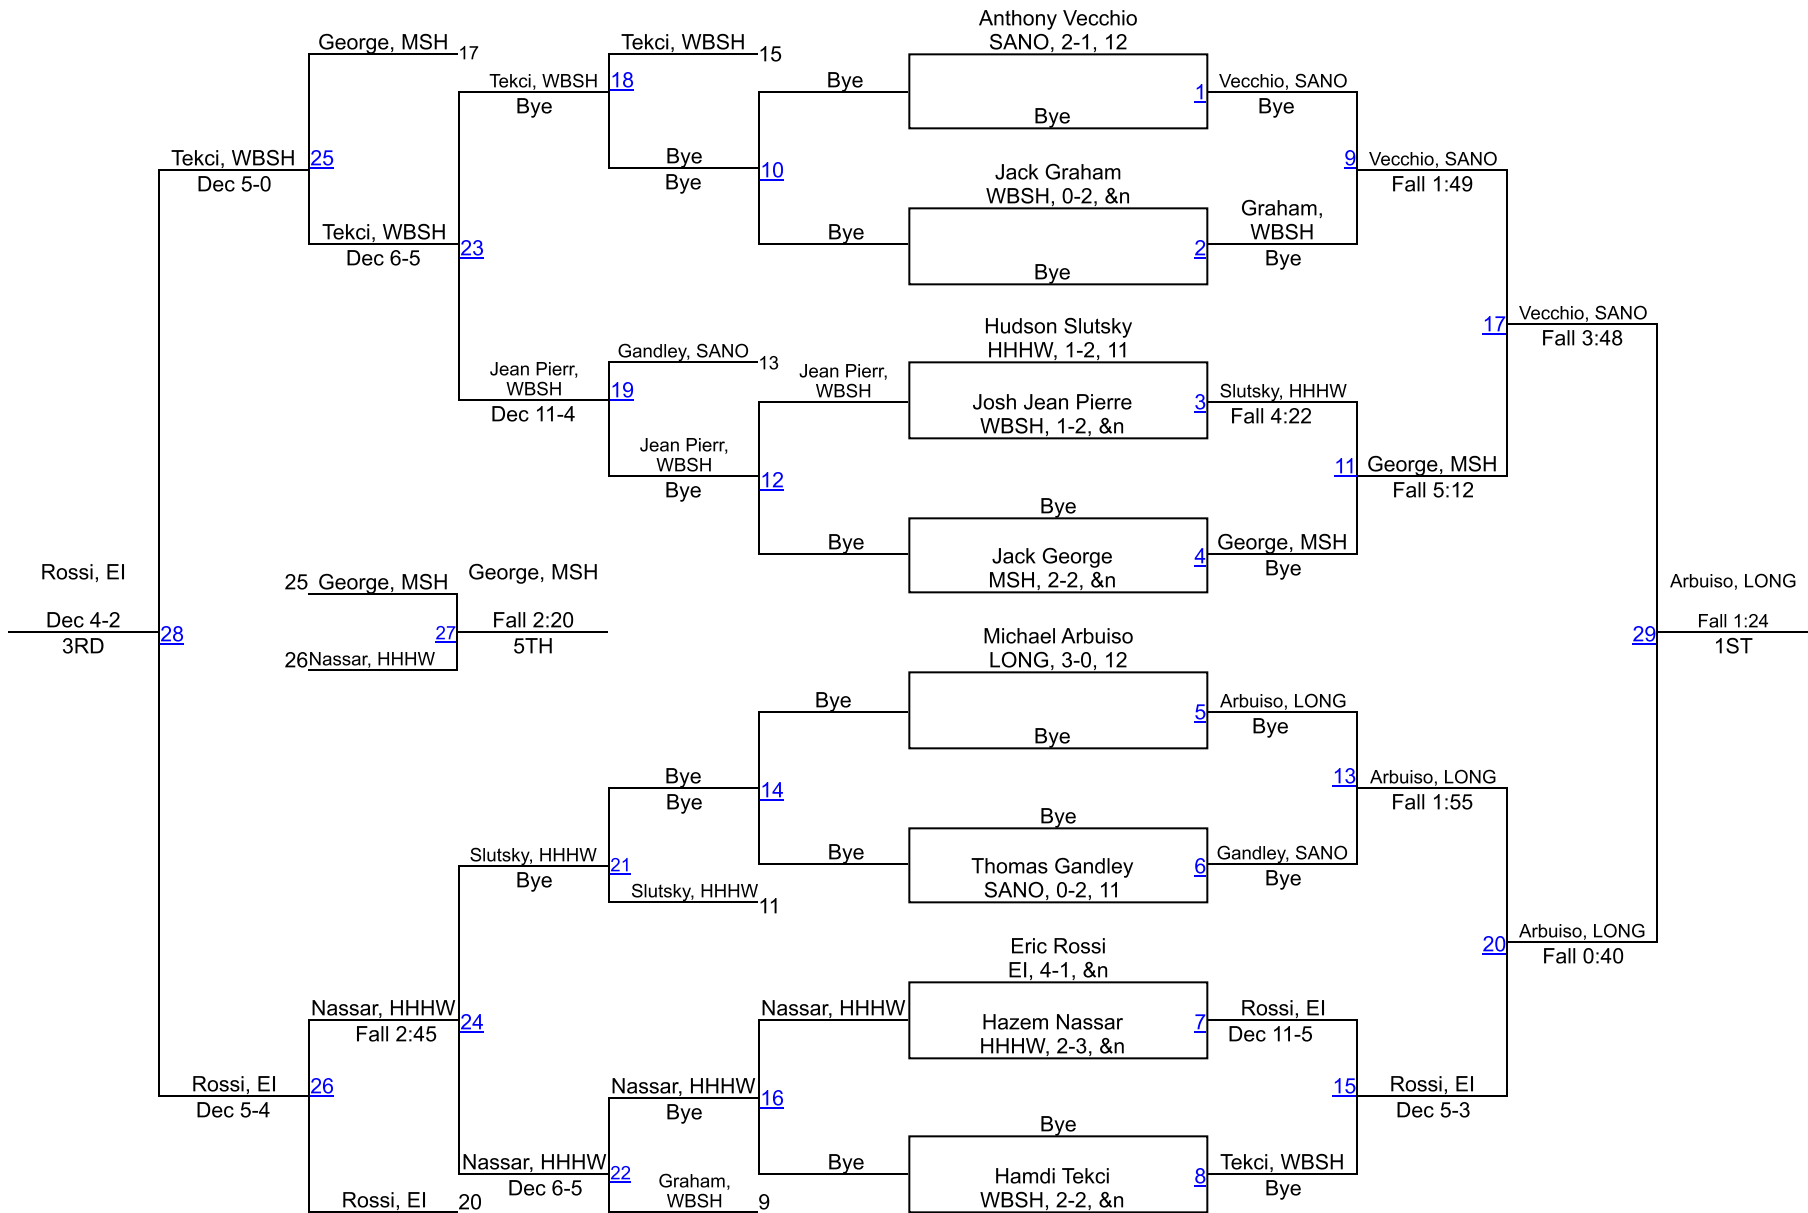 Anthony Vecchio
SANO, 2-1, 12
George, MSH
17
Tekci, WBSH
15
Tekci, WBSH
18
Bye
Bye
1
Vecchio, SANO
Bye
Bye
Bye
Tekci, WBSH
25
Dec 5-0
Bye
10
Bye
Jack Graham
WBSH, 0-2, &n
9
Vecchio, SANO
Fall 1:49
Tekci, WBSH
23
Dec 6-5
Bye
2
Graham,
WBSH
Bye
Bye
Hudson Slutsky
HHHW, 1-2, 11
17
Vecchio, SANO
Fall 3:48
Jean Pierr,
WBSH
19
Dec 11-4
Gandley, SANO
13
Jean Pierr,
WBSH
Josh Jean Pierre
WBSH, 1-2, &n
3
Slutsky, HHHW
Fall 4:22
Jean Pierr,
WBSH
12
Bye
11
George, MSH
Fall 5:12
Bye
Bye
Jack George
MSH, 2-2, &n
4
George, MSH
Bye
Rossi, EI
Dec 4-2
3RD
28
25
George, MSH
26
Nassar, HHHW
27
George, MSH
Fall 2:20
5TH
29
Arbuiso, LONG
Fall 1:24
1ST
Michael Arbuiso
LONG, 3-0, 12
Bye
5
Bye
Arbuiso, LONG
Bye
Bye
14
Bye
13
Arbuiso, LONG
Fall 1:55
Bye
Bye
Thomas Gandley
SANO, 0-2, 11
6
Gandley, SANO
Bye
Slutsky, HHHW
21
Bye
Slutsky, HHHW
11
Eric Rossi
EI, 4-1, &n
20
Arbuiso, LONG
Fall 0:40
Nassar, HHHW
24
Fall 2:45
Nassar, HHHW
Hazem Nassar
HHHW, 2-3, &n
7
Rossi, EI
Dec 11-5
Rossi, EI
26
Dec 5-4
Nassar, HHHW
16
Bye
15
Rossi, EI
Dec 5-3
Bye
Nassar, HHHW
22
Dec 6-5
Bye
Hamdi Tekci
WBSH, 2-2, &n
8
Tekci, WBSH
Bye
Rossi, EI
20
Graham,
WBSH
9